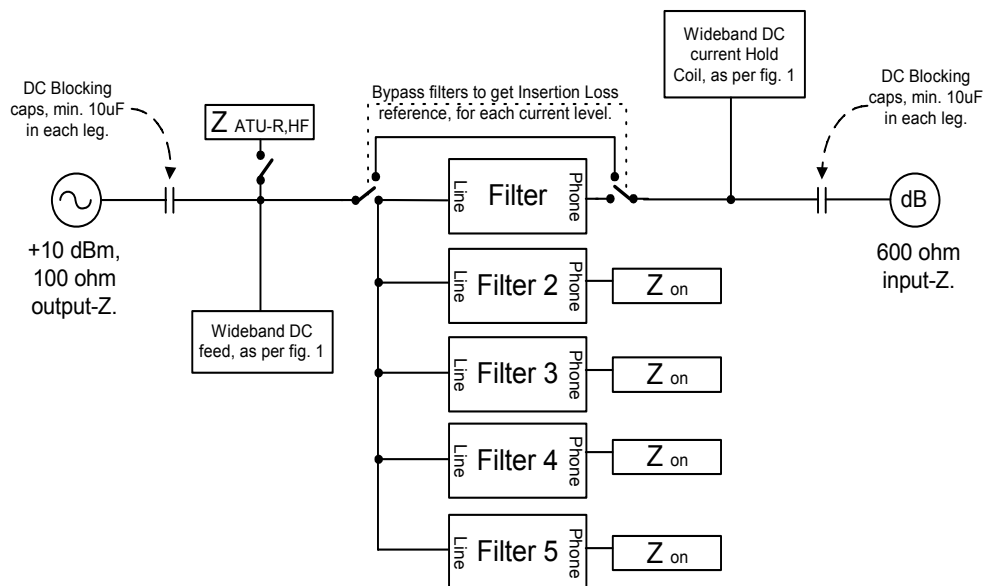 Wideband DC
current Hold
Coil, as per fig. 1
DC Blocking
caps, min. 10uF
in each leg.
Bypass filters to get Insertion Loss
reference, for each current level.
DC Blocking
caps, min. 10uF
in each leg.
Z ATU-R,HF
Line
Filter
Phone
dB
+10 dBm,
100 ohm
output-Z.
600 ohm
input-Z.
Line
Filter 2
Phone
Z on
Wideband DC
feed, as per fig. 1
Line
Filter 3
Phone
Z on
Line
Filter 4
Phone
Z on
Line
Filter 5
Phone
Z on